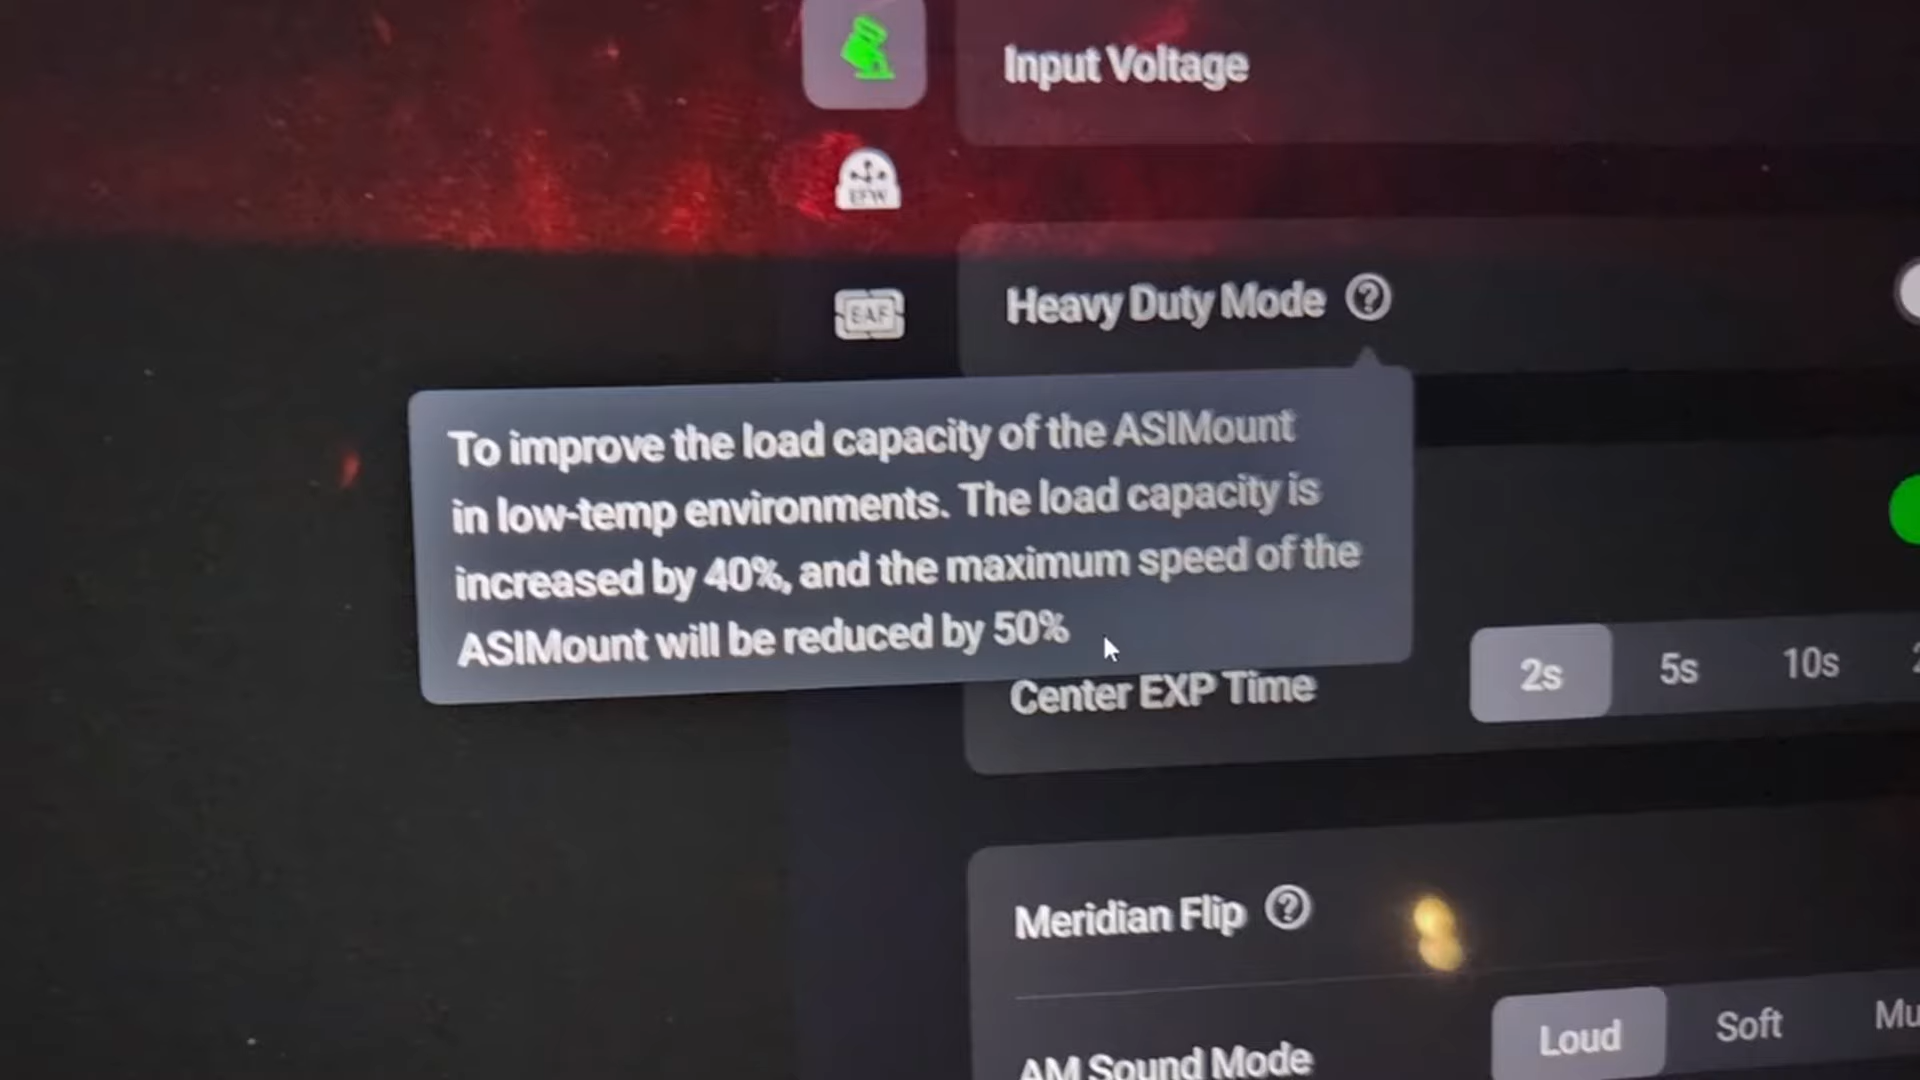 Input Voltage
EFW
Heavy Duty Mode ?
EAF
To improve the load capacity of the ASIMount
in low-temp environments. The load capacity is
increased by 40%, and the maximum speed of the
ASIMount will be reduced by 50%
Center EXP Time 2s 5s 10s
Meridian Flip ?
AM Sound Mode Loud Soft